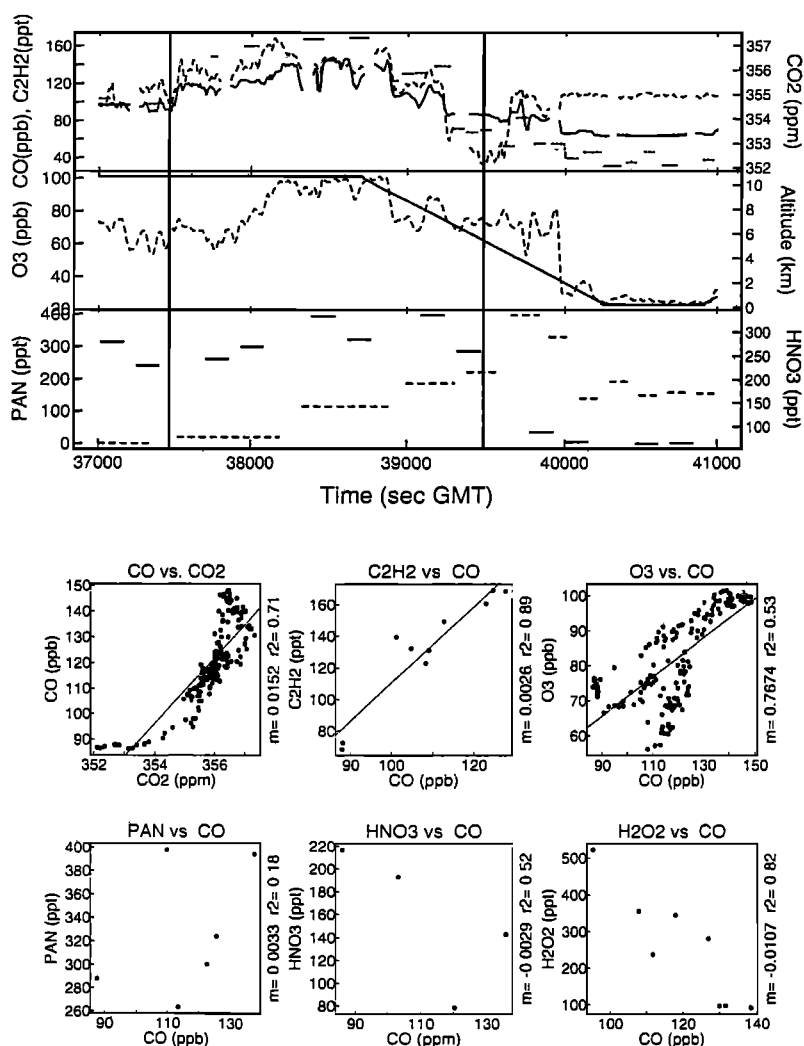 CO(ppb), C2H2(ppt)
160
120
80
40
357
356
355
354
353
352
CO2 (ppm)
O3 (ppb)
100
80
60
40
20
10
8
6
4
2
0
Altitude (km)
PAN (ppt)
400
300
200
100
0
300
250
200
150
100
HNO3 (ppt)
37000 38000 39000 40000 41000
Time (sec GMT)
CO vs. CO2
CO (ppb)
150
140
130
120
110
100
90
352 354 356
CO2 (ppm)
m= 0 0152 r2= 0.71
C2H2 vs CO
C2H2 (ppt)
160
140
120
100
80
100 120
CO (ppb)
m= 0.0026 r2= 0 89
O3 vs. CO
O3 (ppb)
100
90
80
70
60
90 110 130 150
CO (ppb)
m= 0.7674 r2= 0.53
PAN vs CO
PAN (ppt)
400
380
360
340
320
300
280
260
90 110 130
CO (ppb)
m= 0 0033 r2= 0 18
HNO3 vs CO
HNO3 (ppt)
220
200
180
160
140
120
100
80
90 110 130
CO (ppm)
m= -0 0029 r2= 0 52
H2O2 vs CO
H2O2 (ppt)
500
400
300
200
100
100 120 140
CO (ppb)
m= -0.0107 r2= 0 82